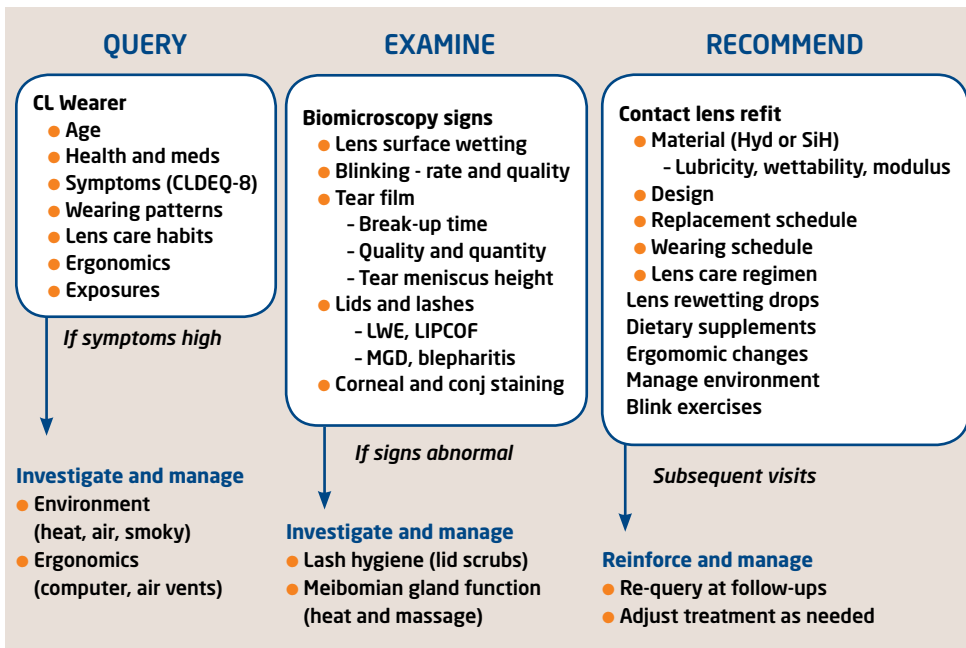 QUERY
CL Wearer
● Age
● Health and meds
● Symptoms (CLDEQ-8)
● Wearing patterns
● Lens care habits
● Ergonomics
● Exposures
If symptoms high
Investigate and manage
● Environment
(heat, air, smoky)
● Ergonomics
(computer, air vents)
EXAMINE
Biomicroscopy signs
● Lens surface wetting
● Blinking - rate and quality
● Tear film
– Break-up time
– Quality and quantity
– Tear meniscus height
● Lids and lashes
– LWE, LIPCOF
– MGD, blepharitis
● Corneal and conj staining
If signs abnormal
Investigate and manage
● Lash hygiene (lid scrubs)
● Meibomian gland function
(heat and massage)
RECOMMEND
Contact lens refit
● Material (Hyd or SiH)
– Lubricity, wettability, modulus
● Design
● Replacement schedule
● Wearing schedule
● Lens care regimen
Lens rewetting drops
Dietary supplements
Ergomomic changes
Manage environment
Blink exercises
Subsequent visits
Reinforce and manage
● Re-query at follow-ups
● Adjust treatment as needed